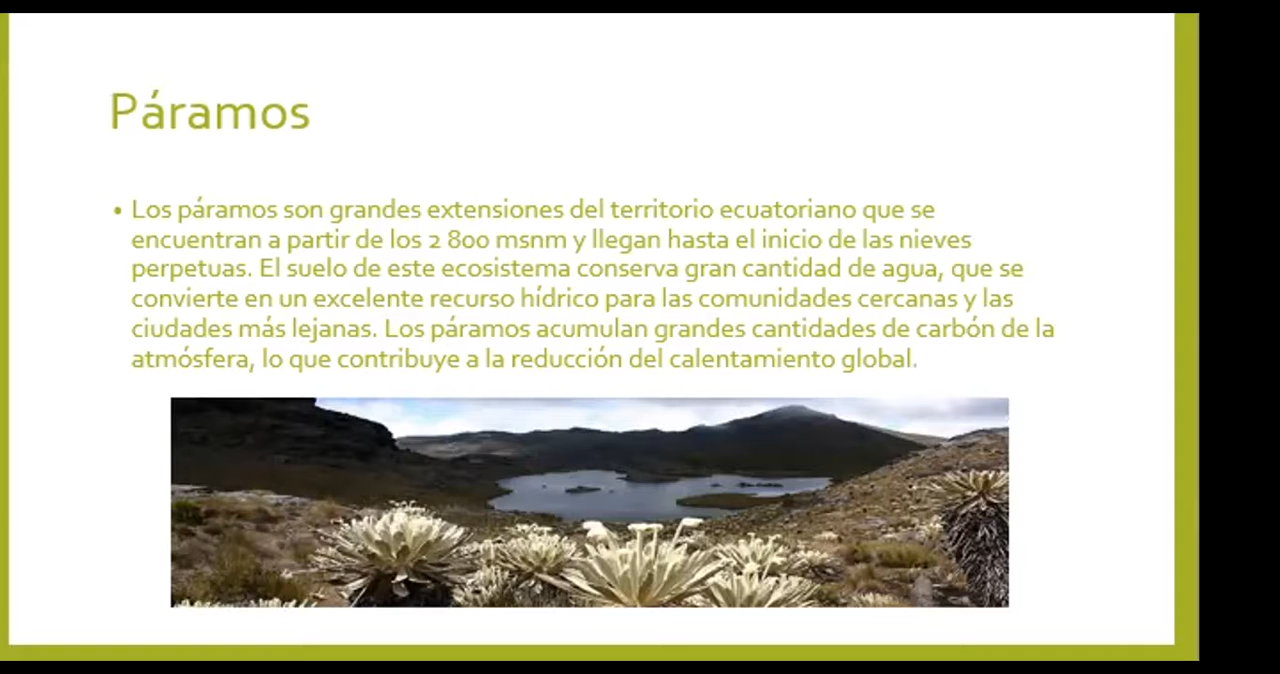 Páramos
• Los páramos son grandes extensiones del territorio ecuatoriano que se
encuentran a partir de los 2 800 msnm y llegan hasta el inicio de las nieves
perpetuas. El suelo de este ecosistema conserva gran cantidad de agua, que se
convierte en un excelente recurso hídrico para las comunidades cercanas y las
ciudades más lejanas. Los páramos acumulan grandes cantidades de carbón de la
atmósfera, lo que contribuye a la reducción del calentamiento global.